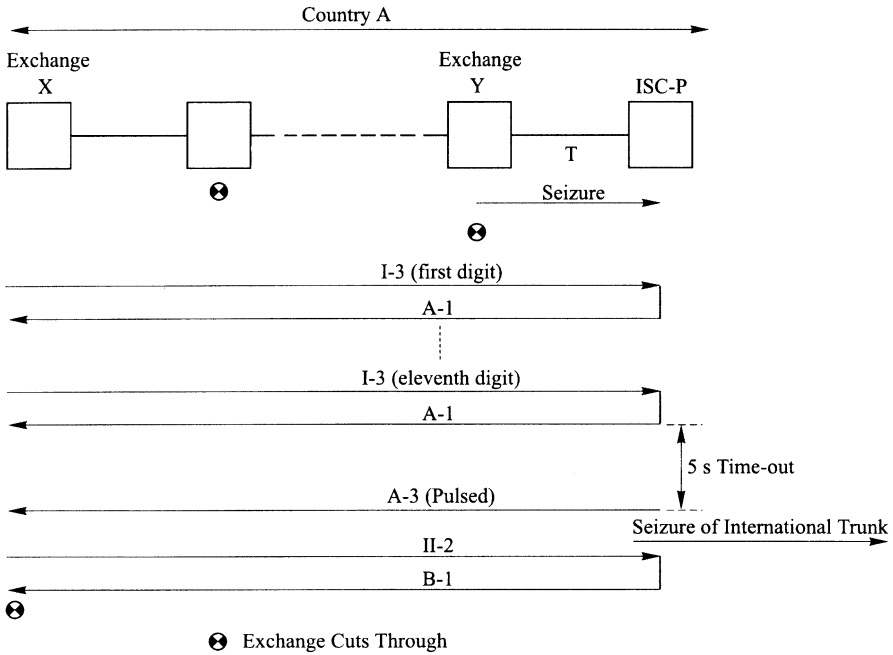 Country A
Exchange
X
Exchange
Y
ISC-P
T
Seizure
I-3 (first digit)
A-1
I-3 (eleventh digit)
A-1
5 s Time-out
A-3 (Pulsed)
Seizure of International Trunk
II-2
B-1
Exchange Cuts Through